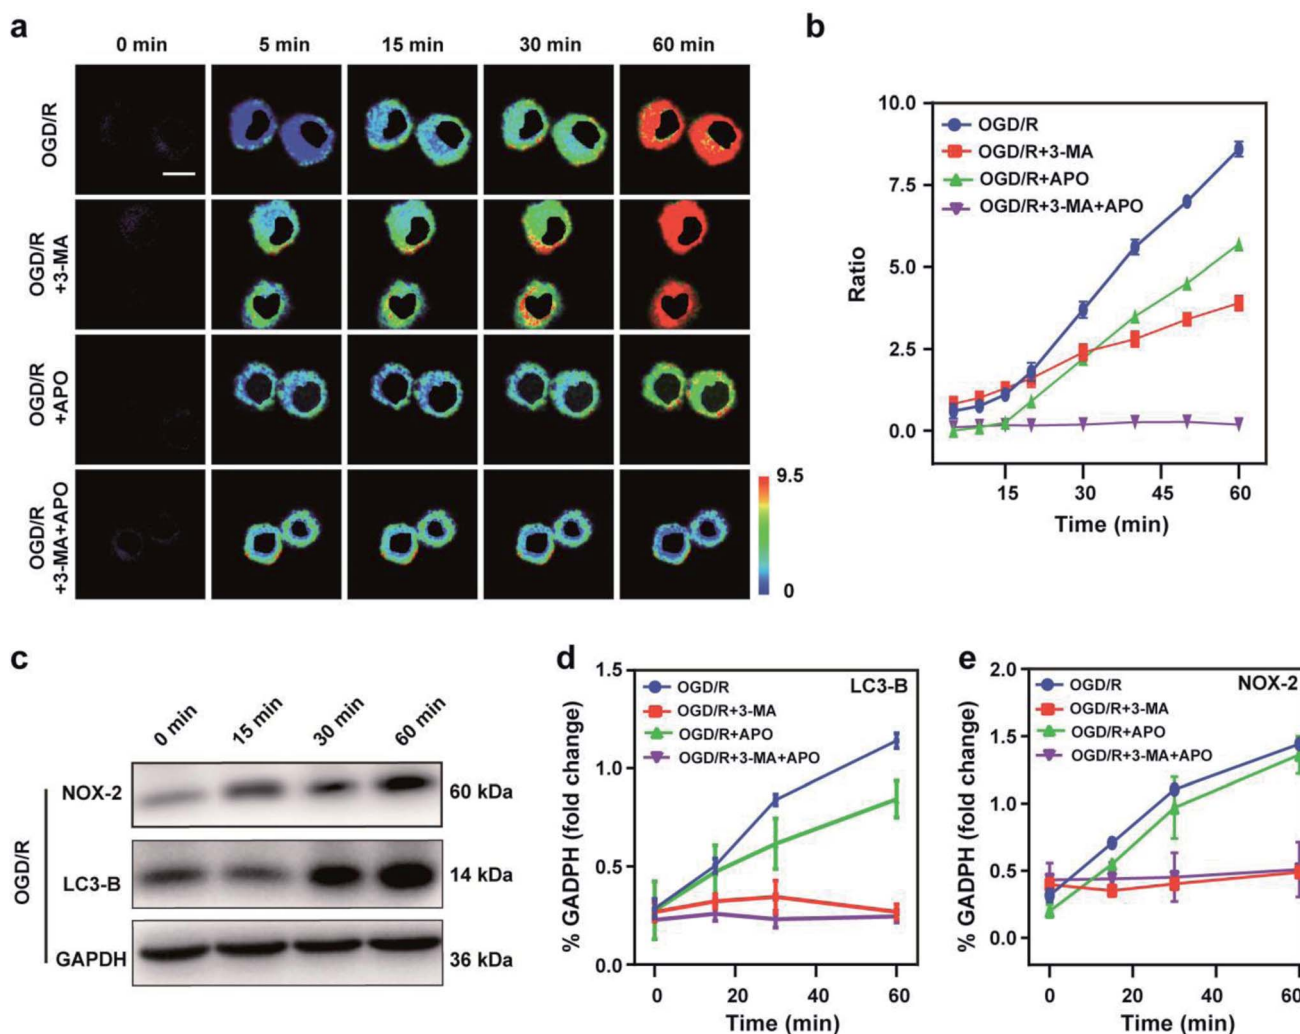 a
0 min 5 min 15 min 30 min 60 min
OGD/R
OGD/R
+3-MA
OGD/R
+APO
OGD/R
+3-MA+APO
9.5
0
b
10.0
7.5
5.0
2.5
0.0
Ratio
OGD/R
OGD/R+3-MA
OGD/R+APO
OGD/R+3-MA+APO
15 30 45 60
Time (min)
c
0 min 15 min 30 min 60 min
OGD/R
NOX-2 60 kDa
LC3-B 14 kDa
GAPDH 36 kDa
d
1.5
1.0
0.5
0.0
% GADPH (fold change)
OGD/R
OGD/R+3-MA
OGD/R+APO
OGD/R+3-MA+APO
LC3-B
0 20 40 60
Time (min)
e
2.0
1.5
1.0
0.5
0.0
% GADPH (fold change)
OGD/R
OGD/R+3-MA
OGD/R+APO
OGD/R+3-MA+APO
NOX-2
0 20 40 60
Time (min)